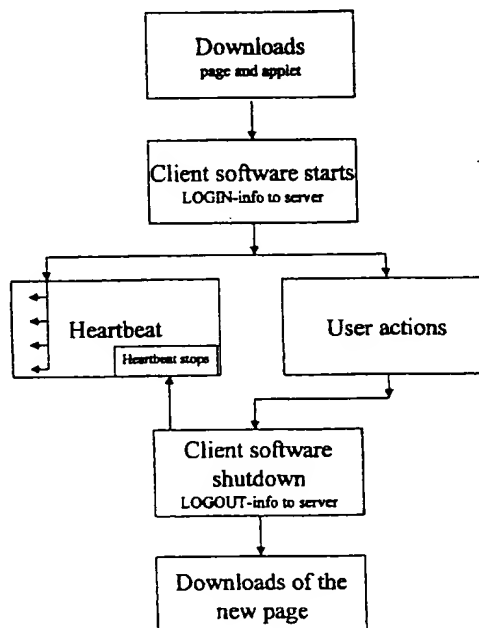 Downloads
page and applet
Client software starts
LOGIN-info to server
Heartbeat
Heartbeat stops
User actions
Client software
shutdown
LOGOUT-info to server
Downloads of the
new page